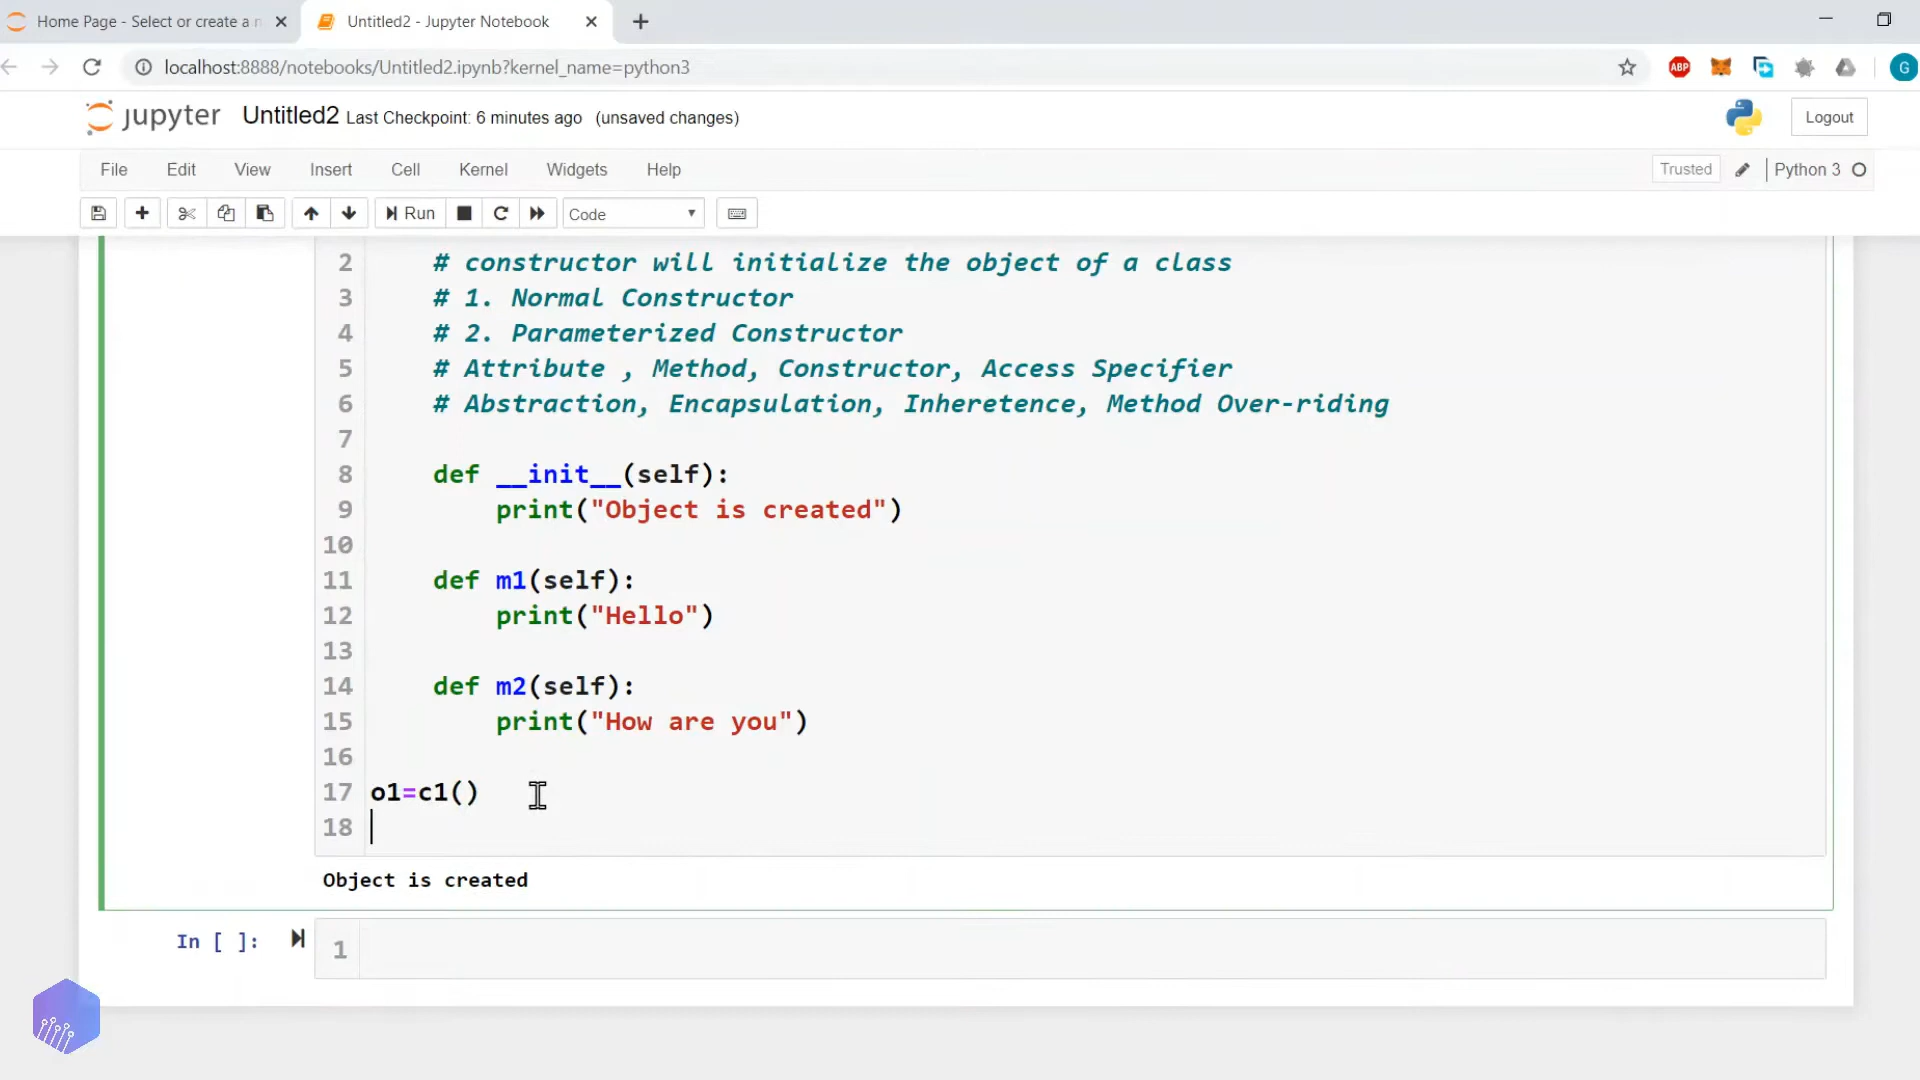 Home Page - Select or create a n
Untitled2 - Jupyter Notebook
localhost:8888/notebooks/Untitled2.ipynb?kernel_name=python3
ABP
G
jupyter Untitled2 Last Checkpoint: 6 minutes ago (unsaved changes)
Logout
File Edit View Insert Cell Kernel Widgets Help
Trusted
Python 3
Run
Code
2 # constructor will initialize the object of a class
3 # 1. Normal Constructor
4 # 2. Parameterized Constructor
5 # Attribute , Method, Constructor, Access Specifier
6 # Abstraction, Encapsulation, Inheretence, Method Over-riding
7
8 def __init__(self):
9 print("Object is created")
10
11 def m1(self):
12 print("Hello")
13
14 def m2(self):
15 print("How are you")
16
17 o1=c1()
18
Object is created
In [ ]:
1